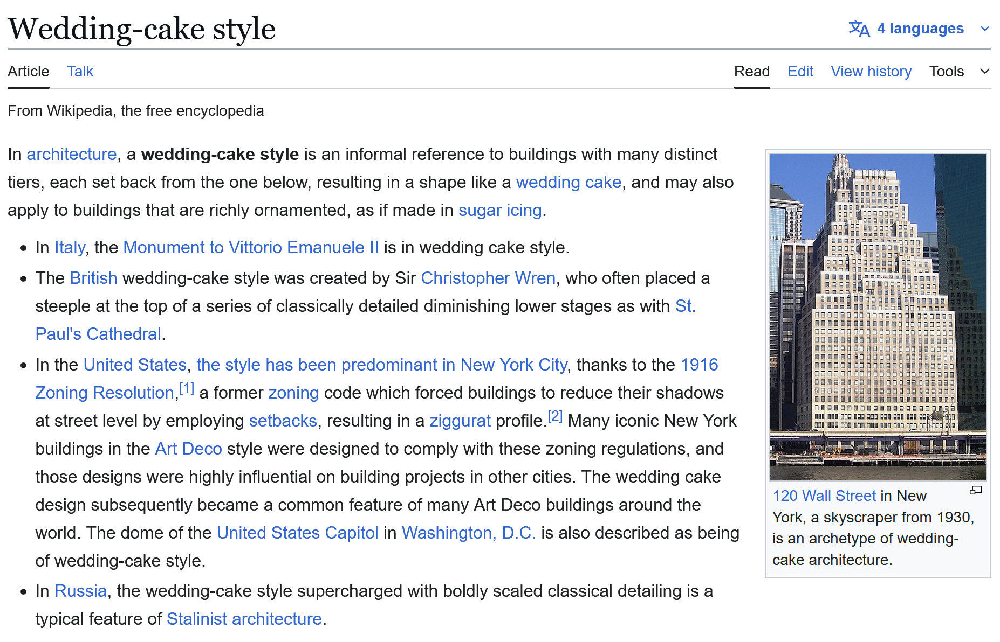 Wedding-cake style
4 languages
Article Talk
Read Edit View history Tools
From Wikipedia, the free encyclopedia
In architecture, a wedding-cake style is an informal reference to buildings with many distinct
tiers, each set back from the one below, resulting in a shape like a wedding cake, and may also
apply to buildings that are richly ornamented, as if made in sugar icing.
• In Italy, the Monument to Vittorio Emanuele II is in wedding cake style.
• The British wedding-cake style was created by Sir Christopher Wren, who often placed a
steeple at the top of a series of classically detailed diminishing lower stages as with St.
Paul's Cathedral.
• In the United States, the style has been predominant in New York City, thanks to the 1916
Zoning Resolution,[1] a former zoning code which forced buildings to reduce their shadows
at street level by employing setbacks, resulting in a ziggurat profile.[2] Many iconic New York
buildings in the Art Deco style were designed to comply with these zoning regulations, and
those designs were highly influential on building projects in other cities. The wedding cake
design subsequently became a common feature of many Art Deco buildings around the
world. The dome of the United States Capitol in Washington, D.C. is also described as being
of wedding-cake style.
• In Russia, the wedding-cake style supercharged with boldly scaled classical detailing is a
typical feature of Stalinist architecture.
120 Wall Street in New
York, a skyscraper from 1930,
is an archetype of wedding-
cake architecture.